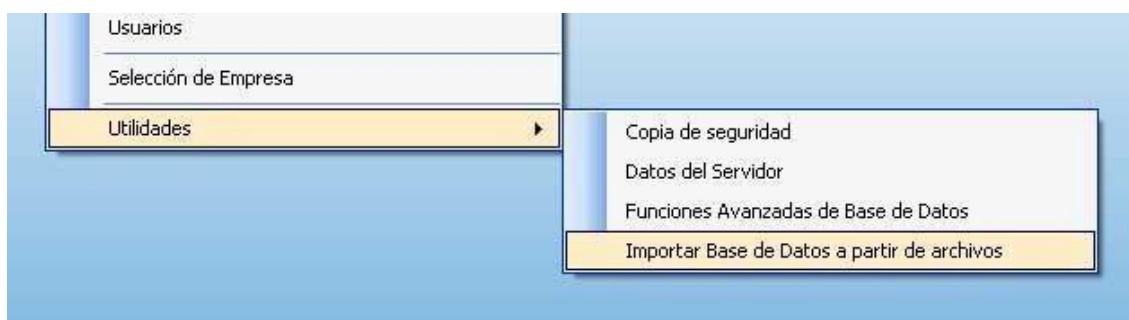 Usuarios
Selección de Empresa
Utilidades
Copia de seguridad
Datos del Servidor
Funciones Avanzadas de Base de Datos
Importar Base de Datos a partir de archivos